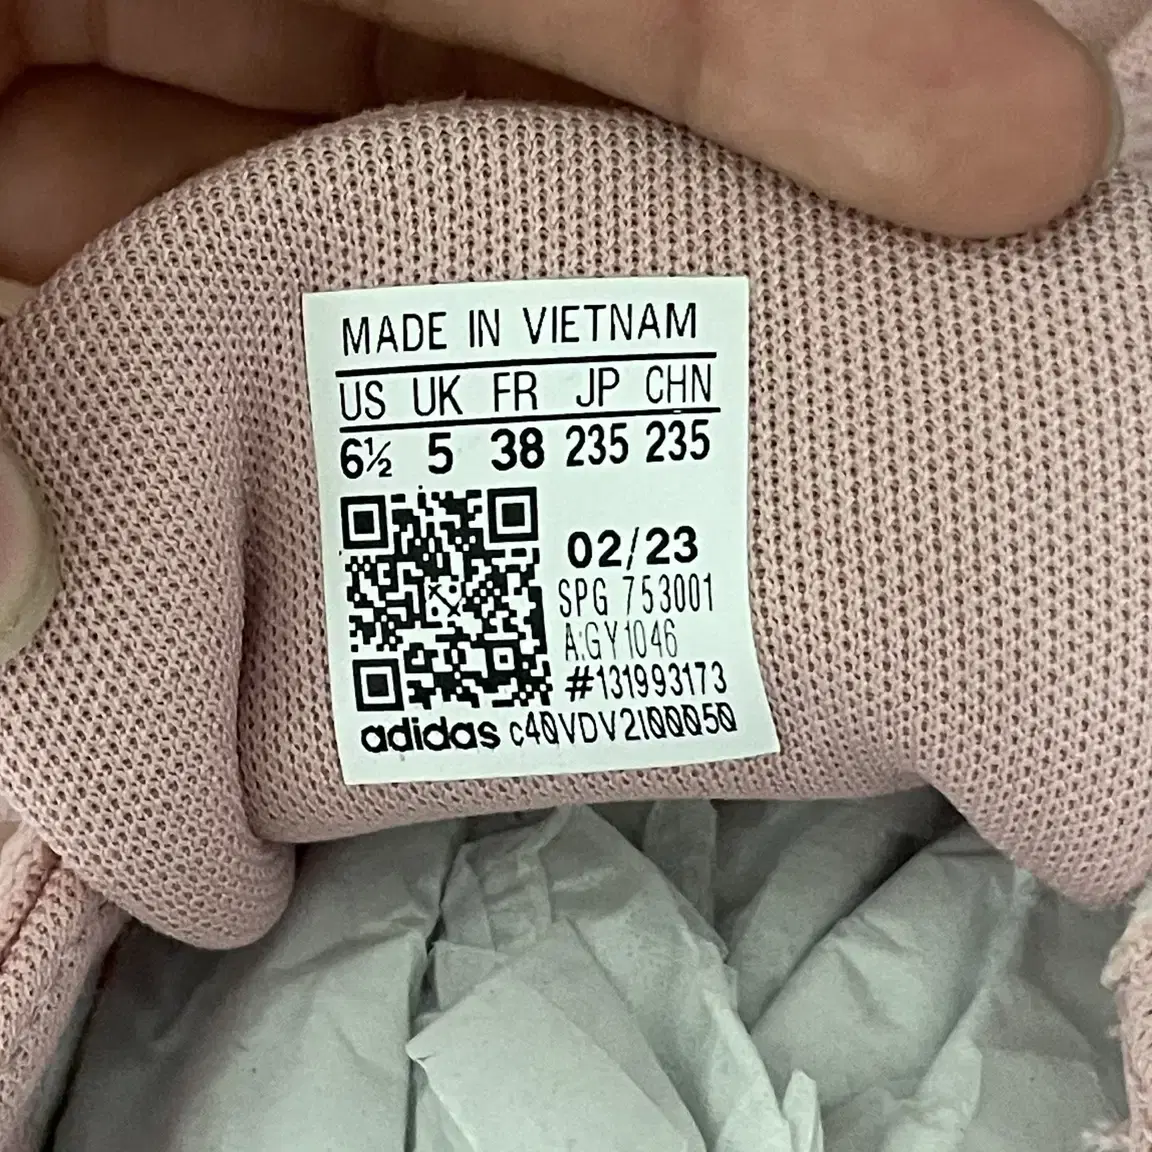 MADE IN VIETNAM
US UK FR JP CHN
6½ 5 38 235 235
02/23
SPG 753001
A:GY1046
#131993173
adidas c40VDV2I00050